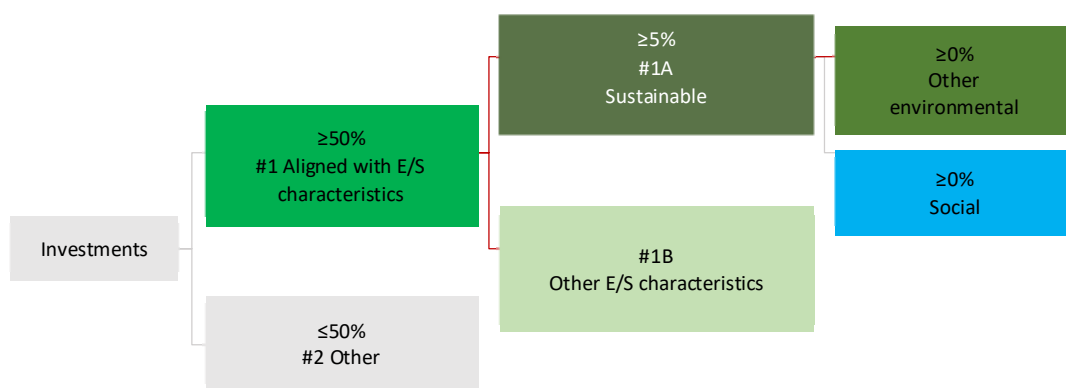 Investments
≥50%
#1 Aligned with E/S
characteristics
≤50%
#2 Other
≥5%
#1A
Sustainable
#1B
Other E/S characteristics
≥0%
Other
environmental
≥0%
Social